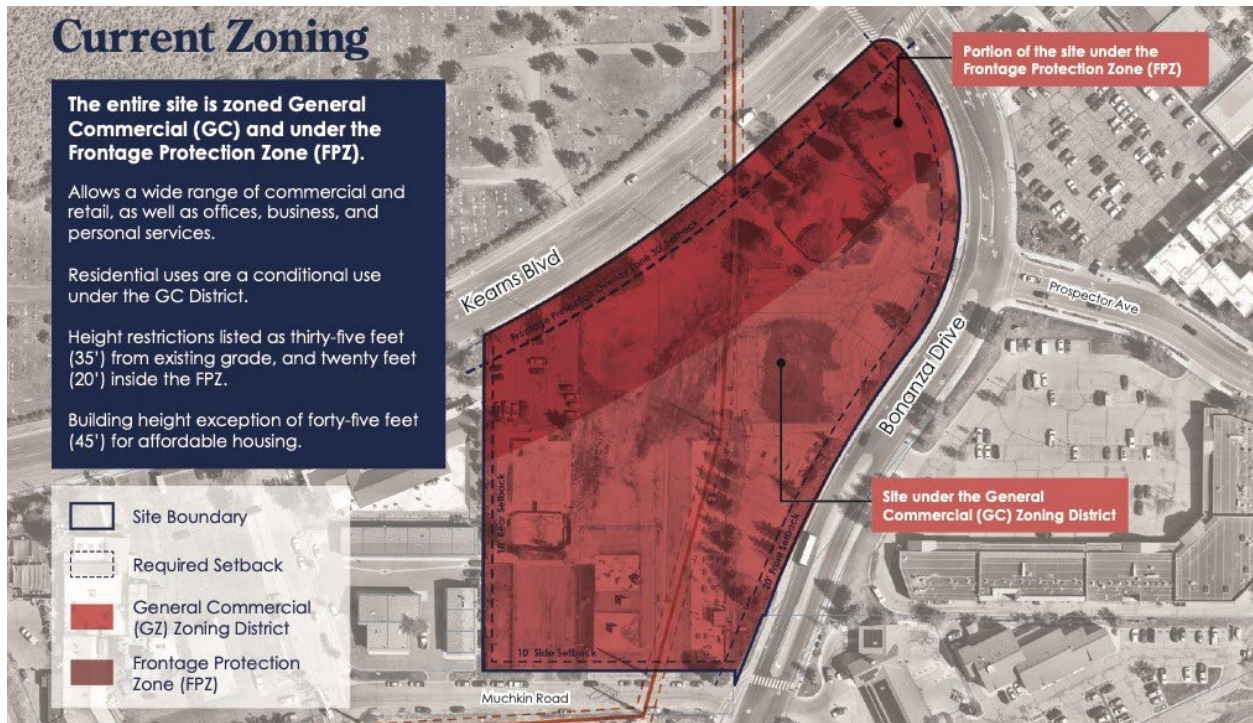 Current Zoning
The entire site is zoned General
Commercial (GC) and under the
Frontage Protection Zone (FPZ).
Allows a wide range of commercial and
retail, as well as offices, business, and
personal services.
Residential uses are a conditional use
under the GC District.
Height restrictions listed as thirty-five feet
(35') from existing grade, and twenty feet
(20') inside the FPZ.
Building height exception of forty-five feet
(45') for affordable housing.
Site Boundary
Required Setback
General Commercial
(GZ) Zoning District
Frontage Protection
Zone (FPZ)
Portion of the site under the
Frontage Protection Zone (FPZ)
Kearns Blvd
Frontage Protection Overlay Zone 30' Setback
Prospector Ave
Bonanza Drive
Site under the General
Commercial (GC) Zoning District
10' Rear Setback
20' Front Setback
10' Side Setback
Muchkin Road